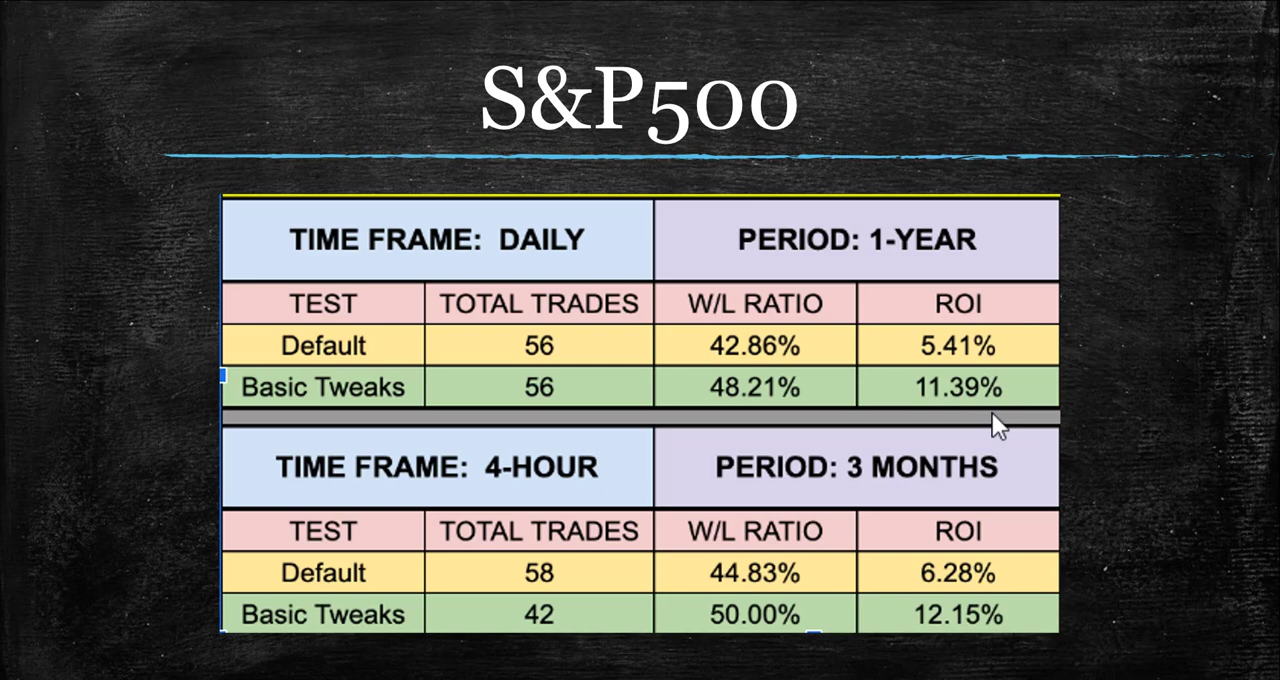 S&P500
TIME FRAME: DAILY PERIOD: 1-YEAR
TEST TOTAL TRADES W/L RATIO ROI
Default 56 42.86% 5.41%
Basic Tweaks 56 48.21% 11.39%
TIME FRAME: 4-HOUR PERIOD: 3 MONTHS
TEST TOTAL TRADES W/L RATIO ROI
Default 58 44.83% 6.28%
Basic Tweaks 42 50.00% 12.15%